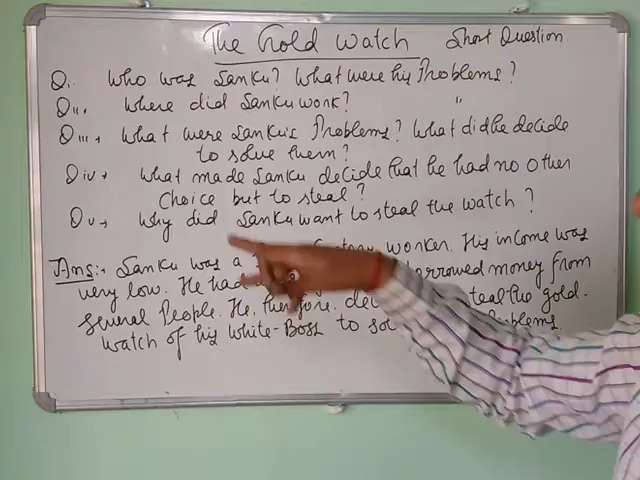 The Gold Watch Short Question.
Qi. Who was Sanku? What were his Problems?
Qii. Where did Sanku work? "
Qiii. What were Sanku's Problems? What did he decide
to solve them?
Qiv. What made Sanku decide that he had no other
Choice but to steal?
Qv. Why did Sanku want to steal the watch?
Ans:- Sanku was a worker. His income was
very low. He had borrowed money from
several People. He, therefore, steal the gold-
watch of his white-Boss to Problems.